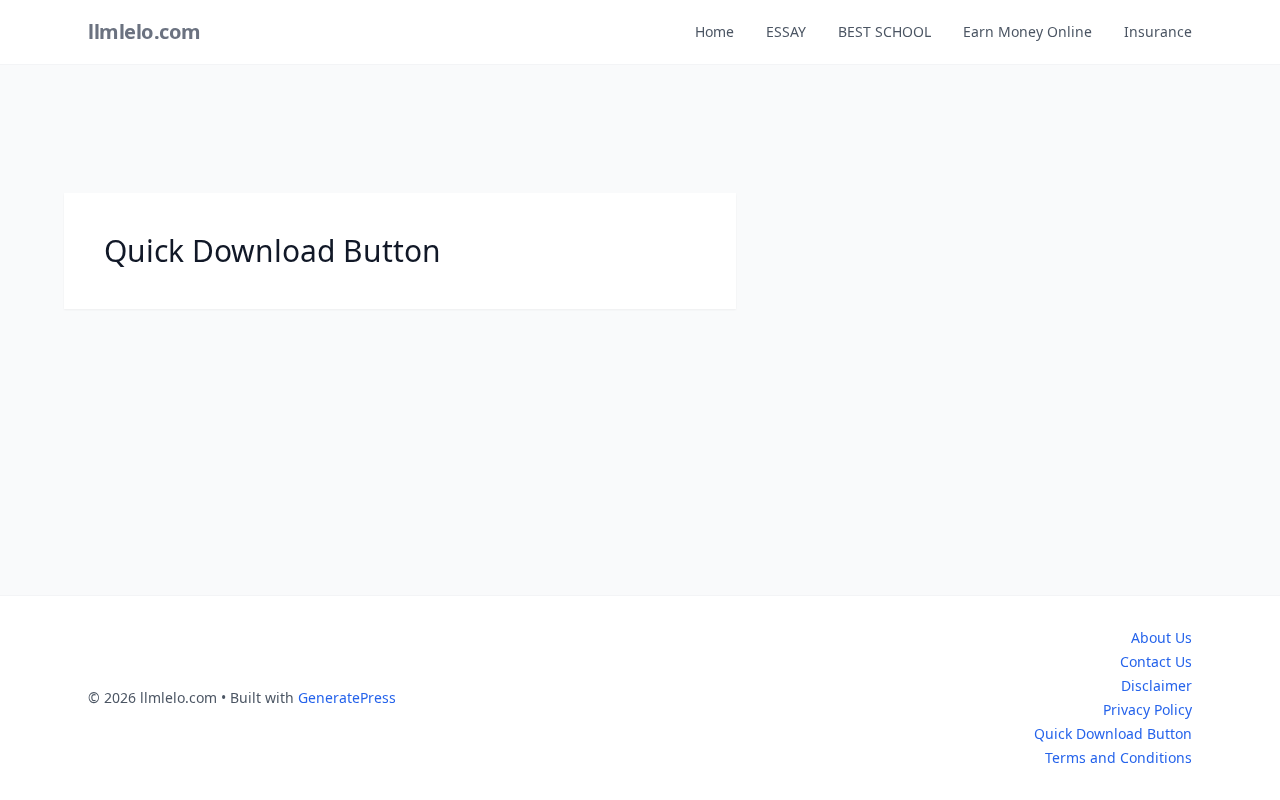 llmlelo.com
Home ESSAY BEST SCHOOL Earn Money Online Insurance
Quick Download Button
© 2026 llmlelo.com • Built with GeneratePress
About Us
Contact Us
Disclaimer
Privacy Policy
Quick Download Button
Terms and Conditions